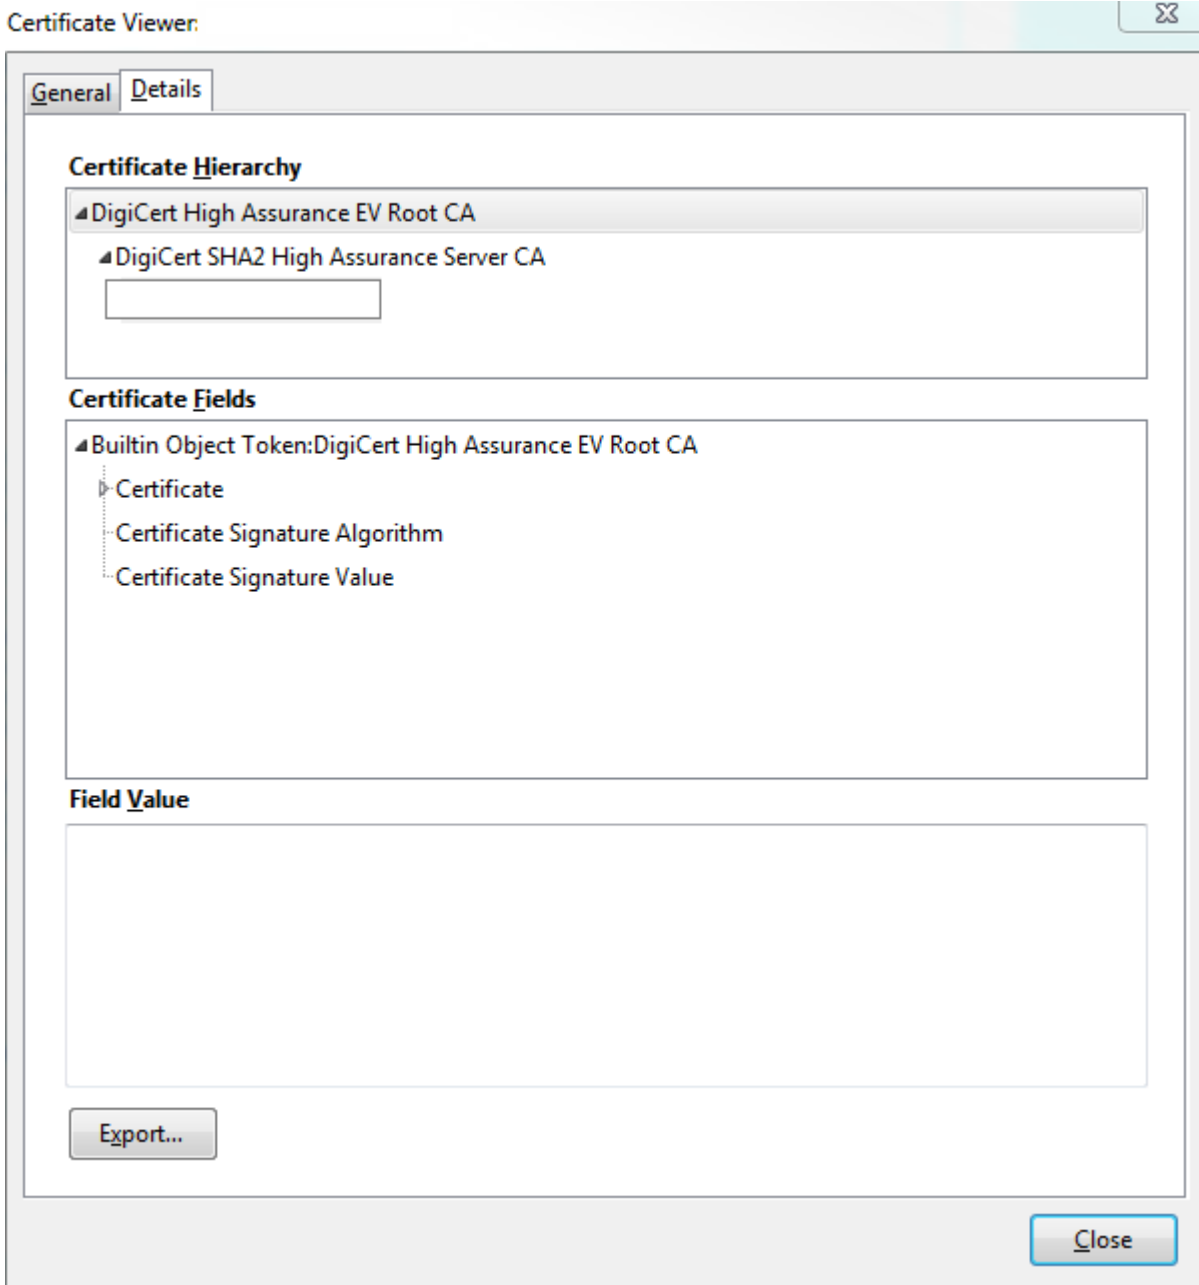 Certificate Viewer:
General Details
Certificate Hierarchy
DigiCert High Assurance EV Root CA
DigiCert SHA2 High Assurance Server CA
Certificate Fields
Builtin Object Token:DigiCert High Assurance EV Root CA
Certificate
Certificate Signature Algorithm
Certificate Signature Value
Field Value
Export...
Close